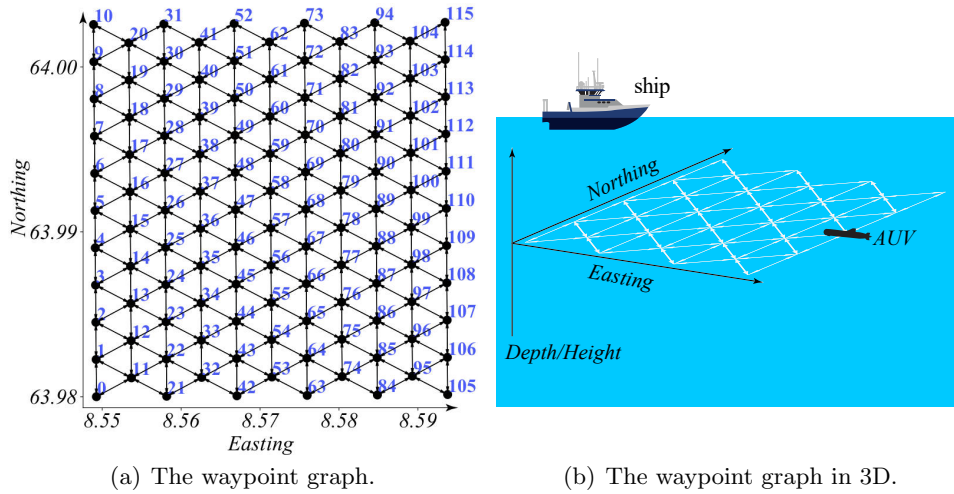 10 31 52 73 94 115
20 41 62 83 104
9 30 51 72 93 114
64.00
19 40 61 82 103
8 29 50 71 92 113
18 39 60 81 102
7 28 49 70 91 112
17 38 59 80 101
6 27 48 69 90 111
16 37 58 79 100
5 26 47 68 89 110
63.99
15 36 57 78 99
4 25 46 67 88 109
14 35 56 77 98
3 24 45 66 87 108
13 34 55 76 97
2 23 44 65 86 107
12 33 54 75 96
1 22 43 64 85 106
11 32 53 74 95
0 21 42 63 84 105
63.98
8.55 8.56 8.57 8.58 8.59
Easting
Northing
(a) The waypoint graph.
ship
Northing
AUV
Easting
Depth/Height
(b) The waypoint graph in 3D.